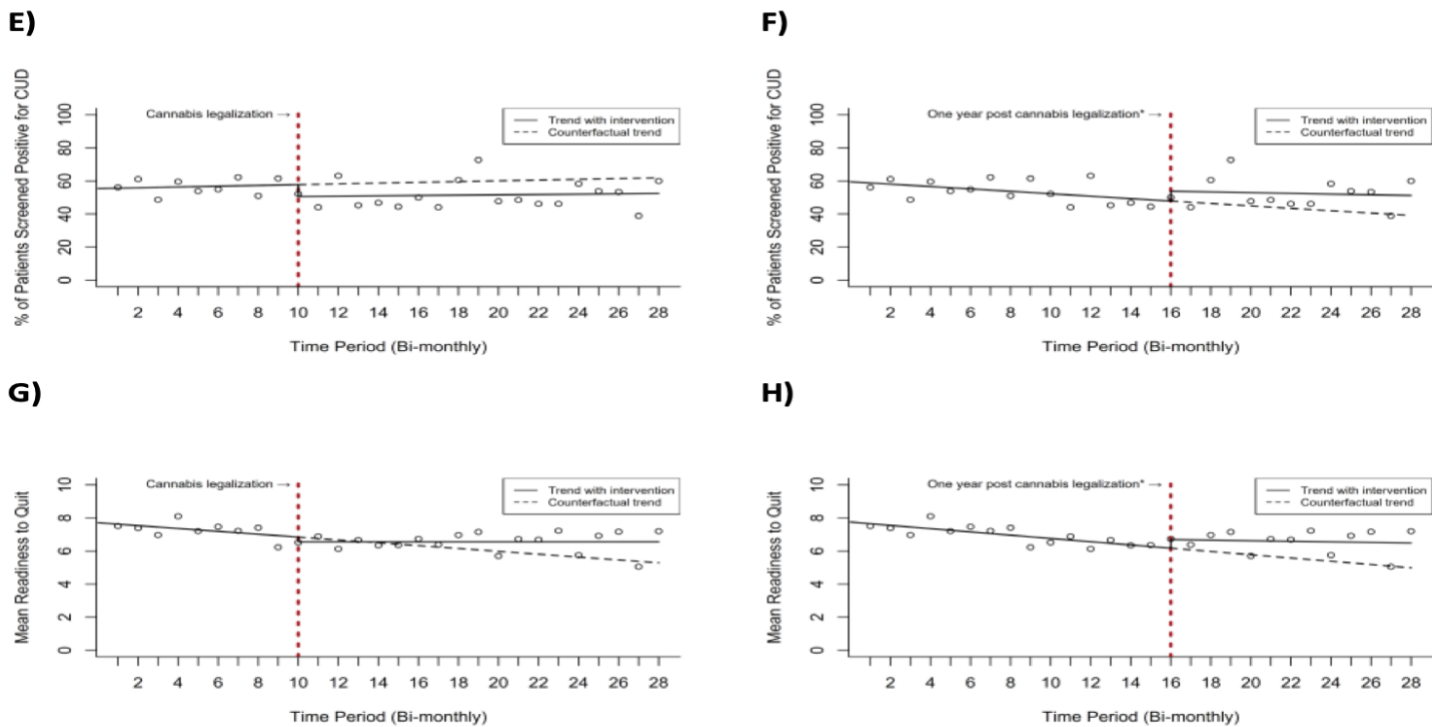 E)
% of Patients Screened Positive for CUD
100
80
60
40
20
0
Cannabis legalization →
Trend with intervention
Counterfactual trend
2 4 6 8 10 12 14 16 18 20 22 24 26 28
Time Period (Bi-monthly)
F)
% of Patients Screened Positive for CUD
100
80
60
40
20
0
One year post cannabis legalization* →
Trend with intervention
Counterfactual trend
2 4 6 8 10 12 14 16 18 20 22 24 26 28
Time Period (Bi-monthly)
G)
Mean Readiness to Quit
10
8
6
4
2
0
Cannabis legalization →
Trend with intervention
Counterfactual trend
2 4 6 8 10 12 14 16 18 20 22 24 26 28
Time Period (Bi-monthly)
H)
Mean Readiness to Quit
10
8
6
4
2
0
One year post cannabis legalization* →
Trend with intervention
Counterfactual trend
2 4 6 8 10 12 14 16 18 20 22 24 26 28
Time Period (Bi-monthly)